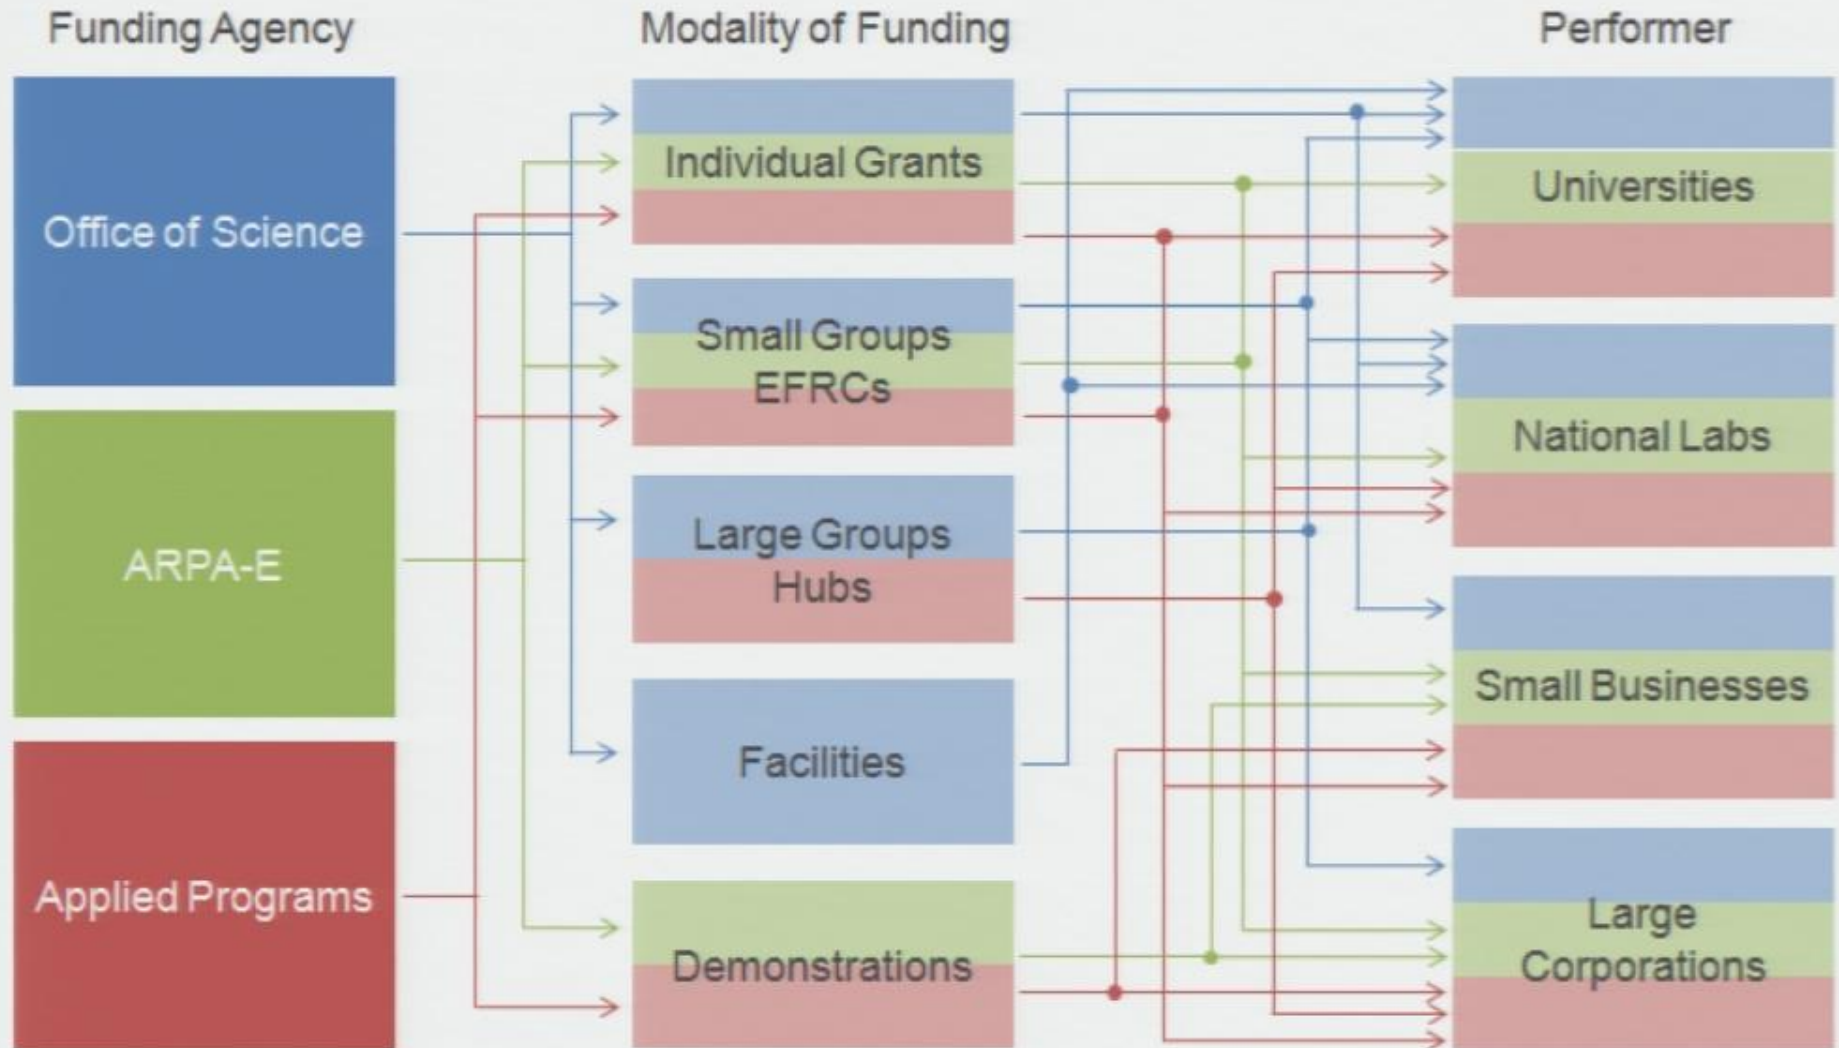 Funding Agency
Modality of Funding
Performer
Office of Science
ARPA-E
Applied Programs
Individual Grants
Small Groups
EFRCs
Large Groups
Hubs
Facilities
Demonstrations
Universities
National Labs
Small Businesses
Large
Corporations